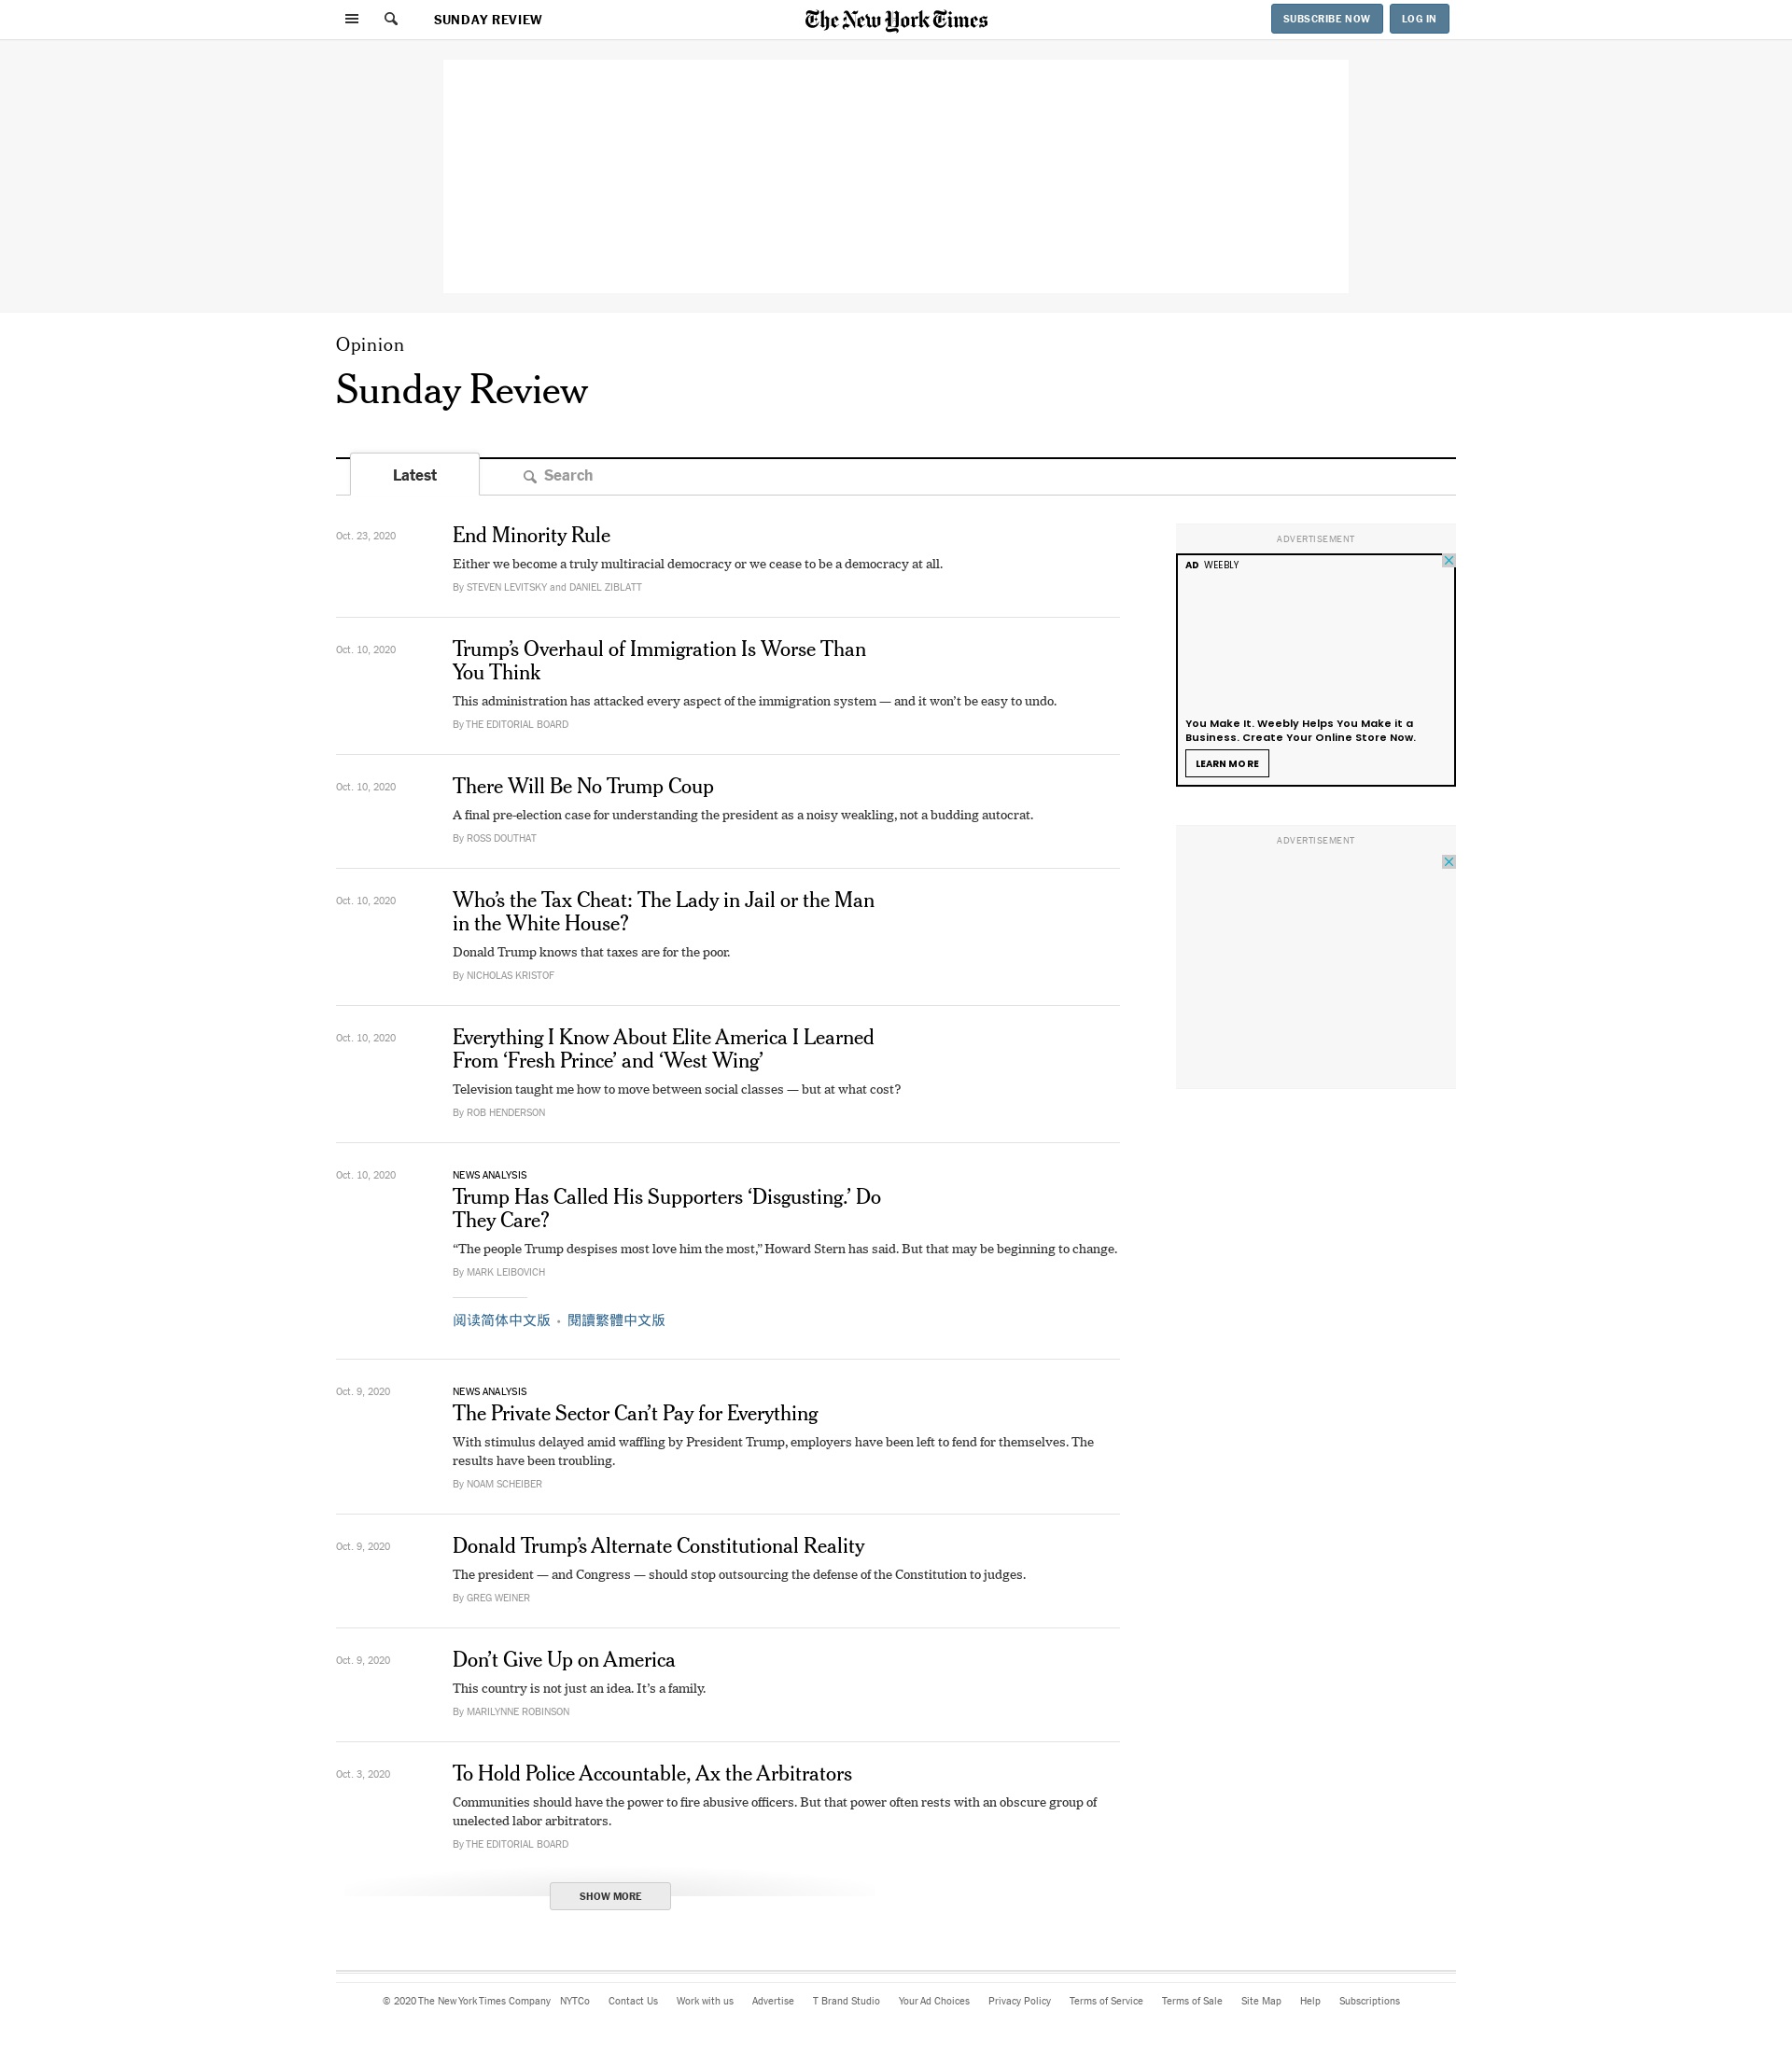 SUNDAY REVIEW
The New York Times
SUBSCRIBE NOW
LOG IN
Opinion
Sunday Review
Latest
Search
Oct. 23, 2020
End Minority Rule
Either we become a truly multiracial democracy or we cease to be a democracy at all.
By STEVEN LEVITSKY and DANIEL ZIBLATT
Oct. 10, 2020
Trump’s Overhaul of Immigration Is Worse Than
You Think
This administration has attacked every aspect of the immigration system — and it won’t be easy to undo.
By THE EDITORIAL BOARD
Oct. 10, 2020
There Will Be No Trump Coup
A final pre-election case for understanding the president as a noisy weakling, not a budding autocrat.
By ROSS DOUTHAT
Oct. 10, 2020
Who’s the Tax Cheat: The Lady in Jail or the Man
in the White House?
Donald Trump knows that taxes are for the poor.
By NICHOLAS KRISTOF
Oct. 10, 2020
Everything I Know About Elite America I Learned
From ‘Fresh Prince’ and ‘West Wing’
Television taught me how to move between social classes — but at what cost?
By ROB HENDERSON
Oct. 10, 2020
NEWS ANALYSIS
Trump Has Called His Supporters ‘Disgusting.’ Do
They Care?
“The people Trump despises most love him the most,” Howard Stern has said. But that may be beginning to change.
By MARK LEIBOVICH
阅读简体中文版 • 閱讀繁體中文版
Oct. 9, 2020
NEWS ANALYSIS
The Private Sector Can’t Pay for Everything
With stimulus delayed amid waffling by President Trump, employers have been left to fend for themselves. The
results have been troubling.
By NOAM SCHEIBER
Oct. 9, 2020
Donald Trump’s Alternate Constitutional Reality
The president — and Congress — should stop outsourcing the defense of the Constitution to judges.
By GREG WEINER
Oct. 9, 2020
Don’t Give Up on America
This country is not just an idea. It’s a family.
By MARILYNNE ROBINSON
Oct. 3, 2020
To Hold Police Accountable, Ax the Arbitrators
Communities should have the power to fire abusive officers. But that power often rests with an obscure group of
unelected labor arbitrators.
By THE EDITORIAL BOARD
SHOW MORE
ADVERTISEMENT
AD WEEBLY
You Make It. Weebly Helps You Make it a
Business. Create Your Online Store Now.
LEARN MORE
ADVERTISEMENT
© 2020 The New York Times Company NYTCo Contact Us Work with us Advertise T Brand Studio Your Ad Choices Privacy Policy Terms of Service Terms of Sale Site Map Help Subscriptions